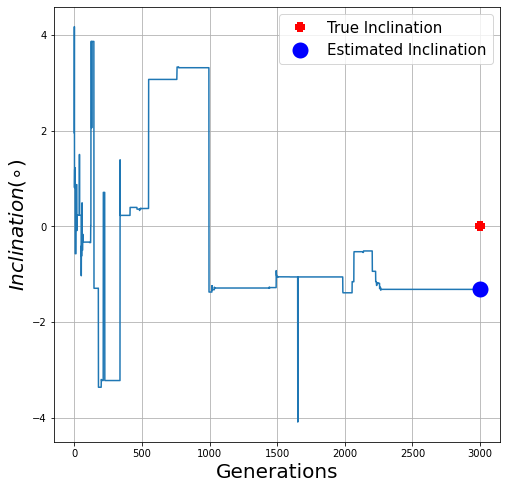 True Inclination
Estimated Inclination
Inclination(∘)
4
2
0
−2
−4
0 500 1000 1500 2000 2500 3000
Generations